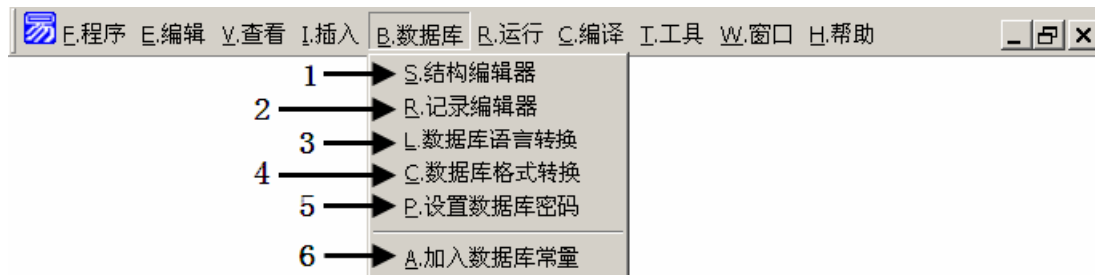 易 F.程序 E.编辑 V.查看 I.插入 B.数据库 R.运行 C.编译 T.工具 W.窗口 H.帮助
1 S.结构编辑器
2 R.记录编辑器
3 L.数据库语言转换
4 C.数据库格式转换
5 P.设置数据库密码
6 A.加入数据库常量